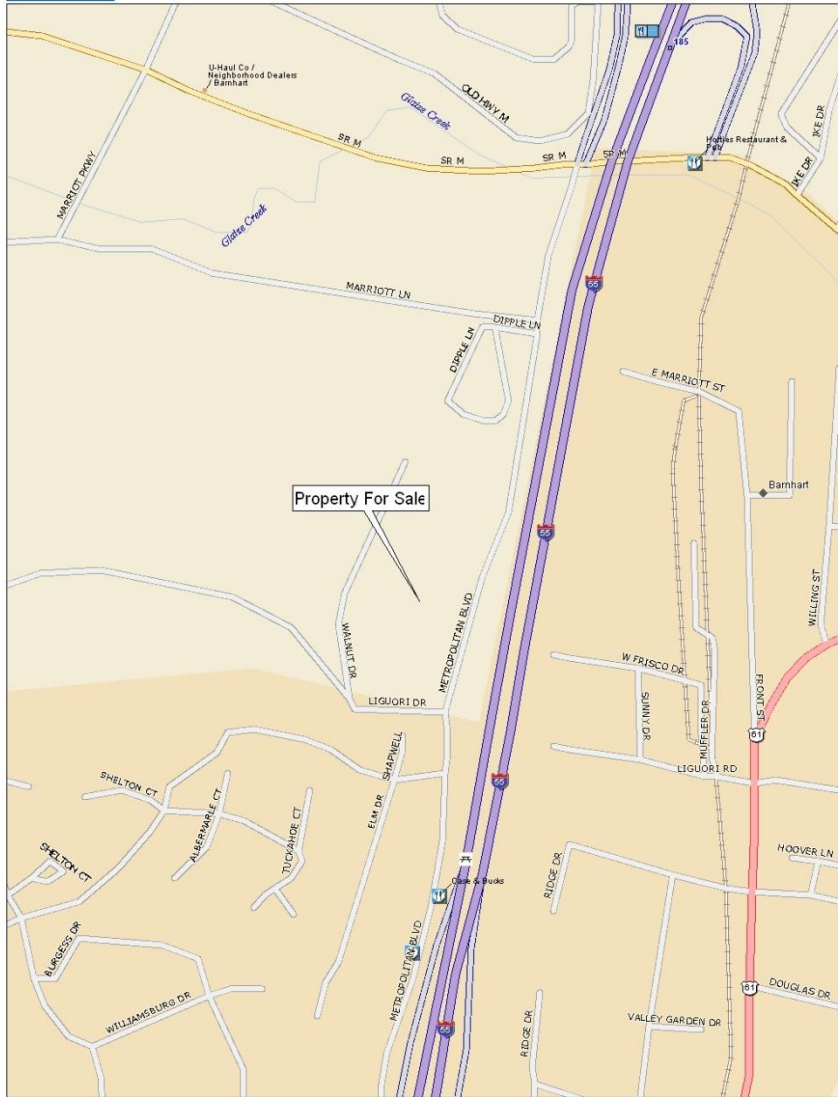 185
U-Haul Co /
Neighborhood Dealers
/ Barnhart
OLD HWY M
Glaize Creek
IKE DR
SR M
SR M
SR M
SR M
Hotties Restaurant &
Pub
IKE DR
MARRIOT PKWY
Glaize Creek
55
MARRIOTT LN
DIPPLE LN
DIPPLE LN
E MARRIOTT ST
Barnhart
Property For Sale
55
WILLING ST
METROPOLITAN BLVD
WALNUT DR
W FRISCO DR
SUNNY DR
MUFFLER DR
FRONT ST
61
LIGUORI DR
LIGUORI RD
SHAPWELL
ELM DR
55
SHELTON CT
ALBERMARLE CT
TUCKAHOE CT
SHELTON CT
HOOVER LN
RIDGE DR
Case & Bucks
BURGESS DR
METROPOLITAN BLVD
WILLIAMSBURG DR
61
DOUGLAS DR
VALLEY GARDEN DR
55
RIDGE DR